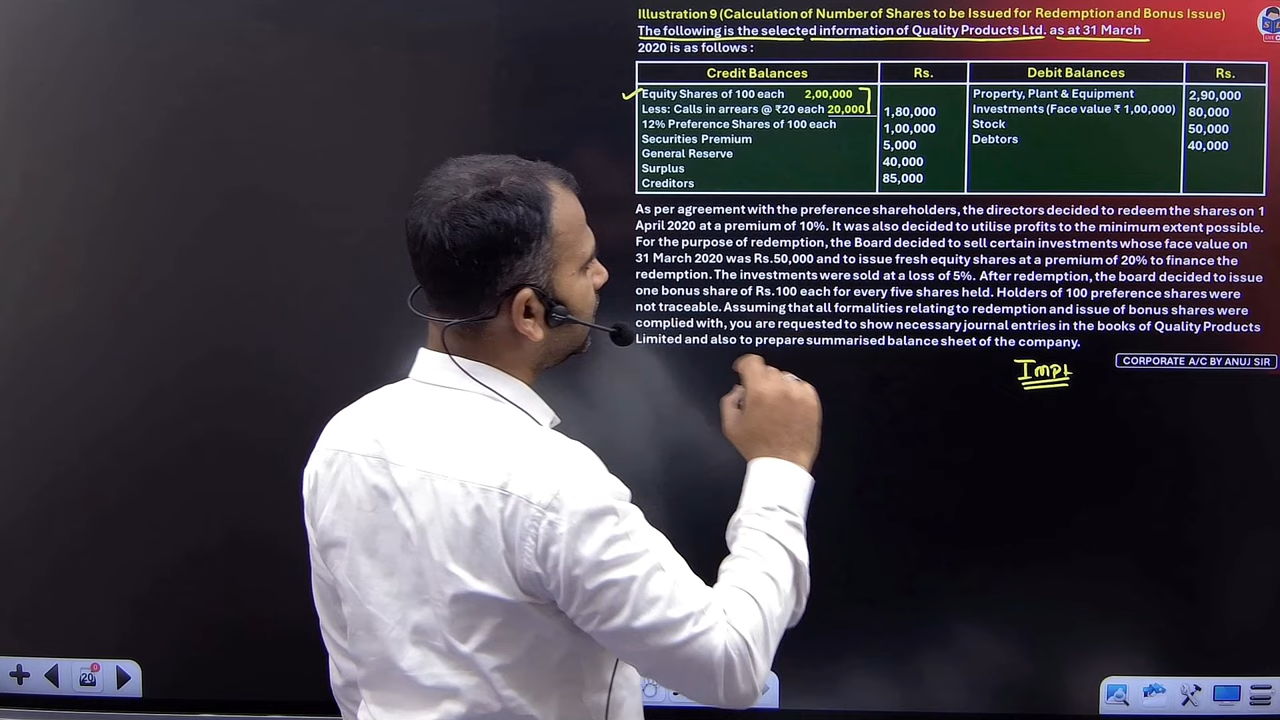 Illustration 9 (Calculation of Number of Shares to be Issued for Redemption and Bonus Issue)
The following is the selected information of Quality Products Ltd. as at 31 March
2020 is as follows :
Credit Balances Rs. Debit Balances Rs.
Equity Shares of 100 each 2,00,000
Less: Calls in arrears @ ₹20 each 20,000 1,80,000
12% Preference Shares of 100 each 1,00,000
Securities Premium 5,000
General Reserve 40,000
Surplus 85,000
Creditors
Property, Plant & Equipment 2,90,000
Investments (Face value ₹ 1,00,000) 80,000
Stock 50,000
Debtors 40,000
As per agreement with the preference shareholders, the directors decided to redeem the shares on 1
April 2020 at a premium of 10%. It was also decided to utilise profits to the minimum extent possible.
For the purpose of redemption, the Board decided to sell certain investments whose face value on
31 March 2020 was Rs.50,000 and to issue fresh equity shares at a premium of 20% to finance the
redemption. The investments were sold at a loss of 5%. After redemption, the board decided to issue
one bonus share of Rs.100 each for every five shares held. Holders of 100 preference shares were
not traceable. Assuming that all formalities relating to redemption and issue of bonus shares were
complied with, you are requested to show necessary journal entries in the books of Quality Products
Limited and also to prepare summarised balance sheet of the company.
CORPORATE A/C BY ANUJ SIR
Impt
20